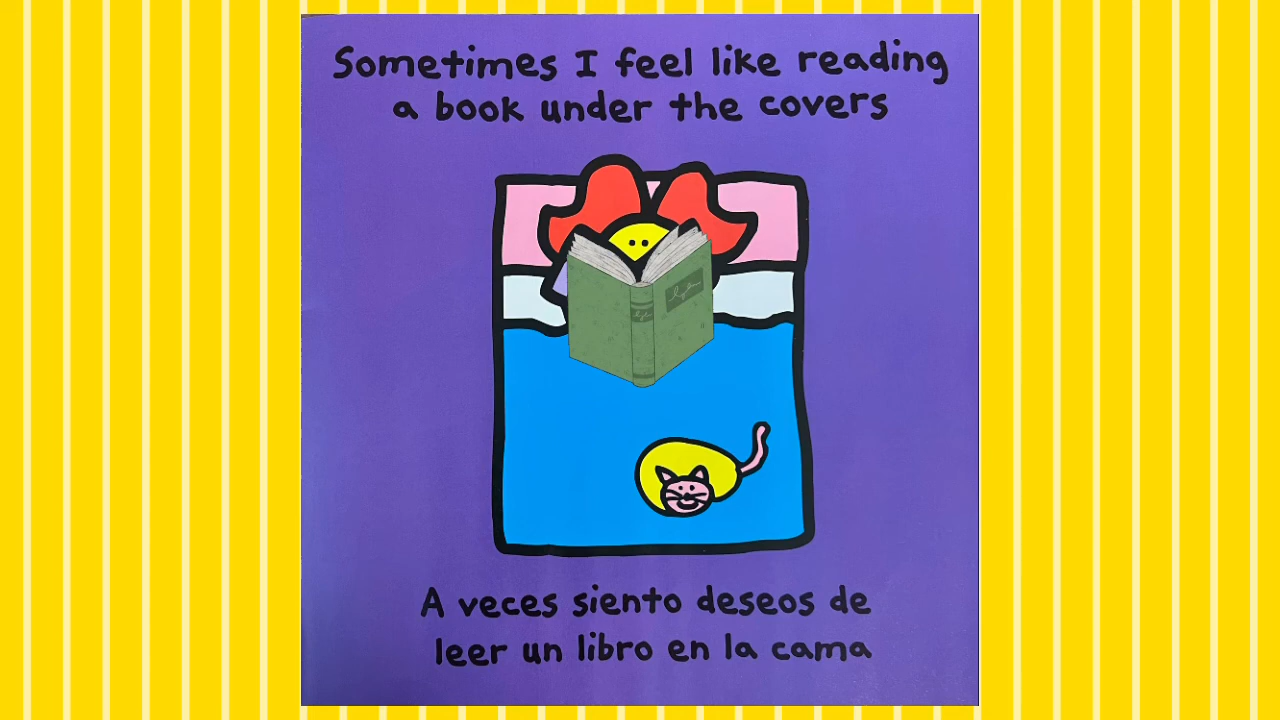 Sometimes I feel like reading
a book under the covers
A veces siento deseos de
leer un libro en la cama